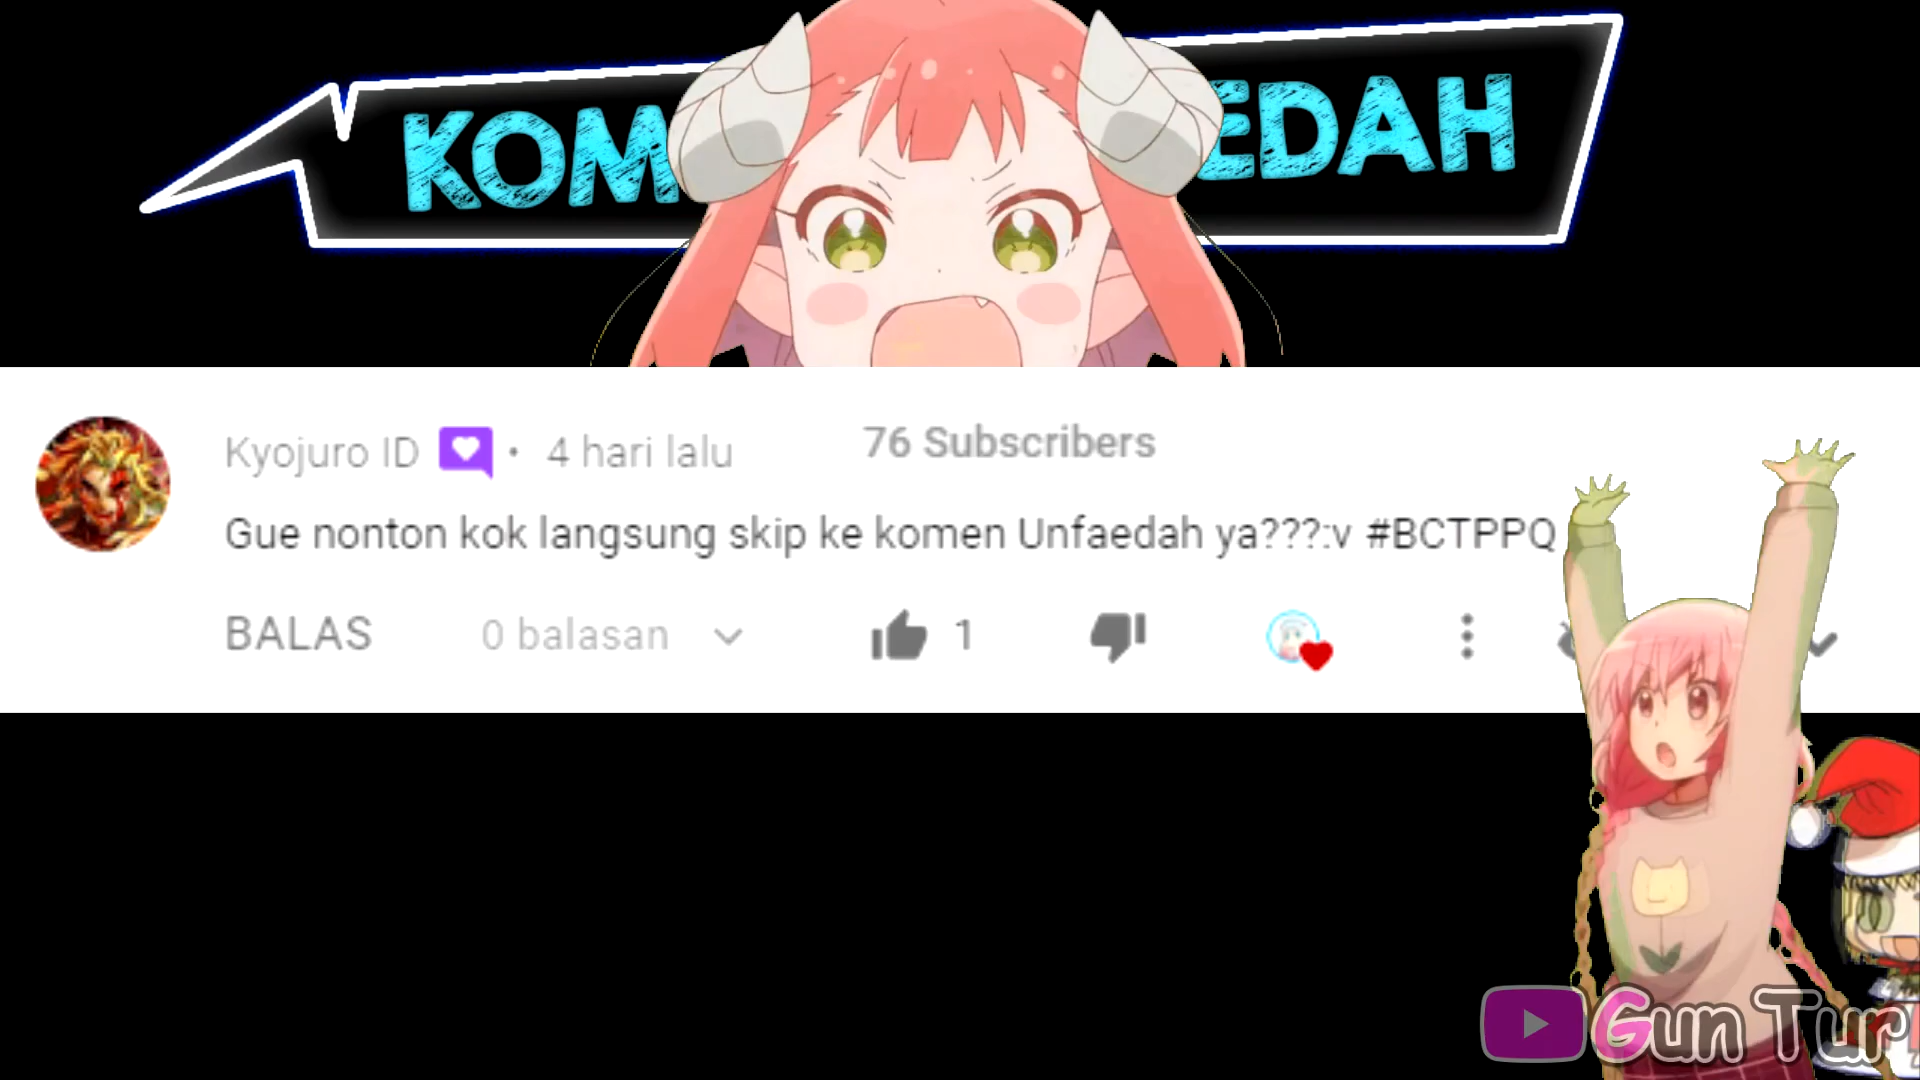 KOM EDAH
Kyojuro ID • 4 hari lalu 76 Subscribers
Gue nonton kok langsung skip ke komen Unfaedah ya???:v #BCTPPQ
BALAS 0 balasan 1
Gun Tur